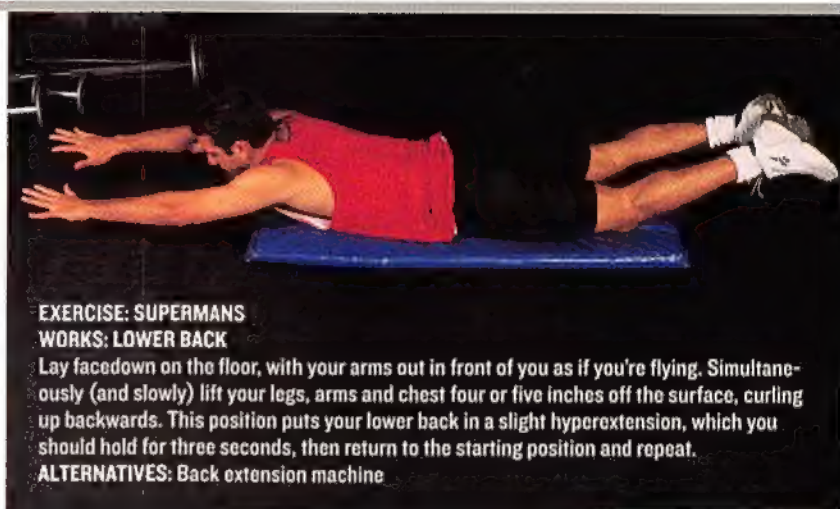 EXERCISE: SUPERMANS
WORKS: LOWER BACK
Lay facedown on the floor, with your arms out in front of you as if you're flying. Simultane-
ously (and slowly) lift your legs, arms and chest four or five inches off the surface, curling
up backwards. This position puts your lower back in a slight hyperextension, which you
should hold for three seconds, then return to the starting position and repeat.
ALTERNATIVES: Back extension machine